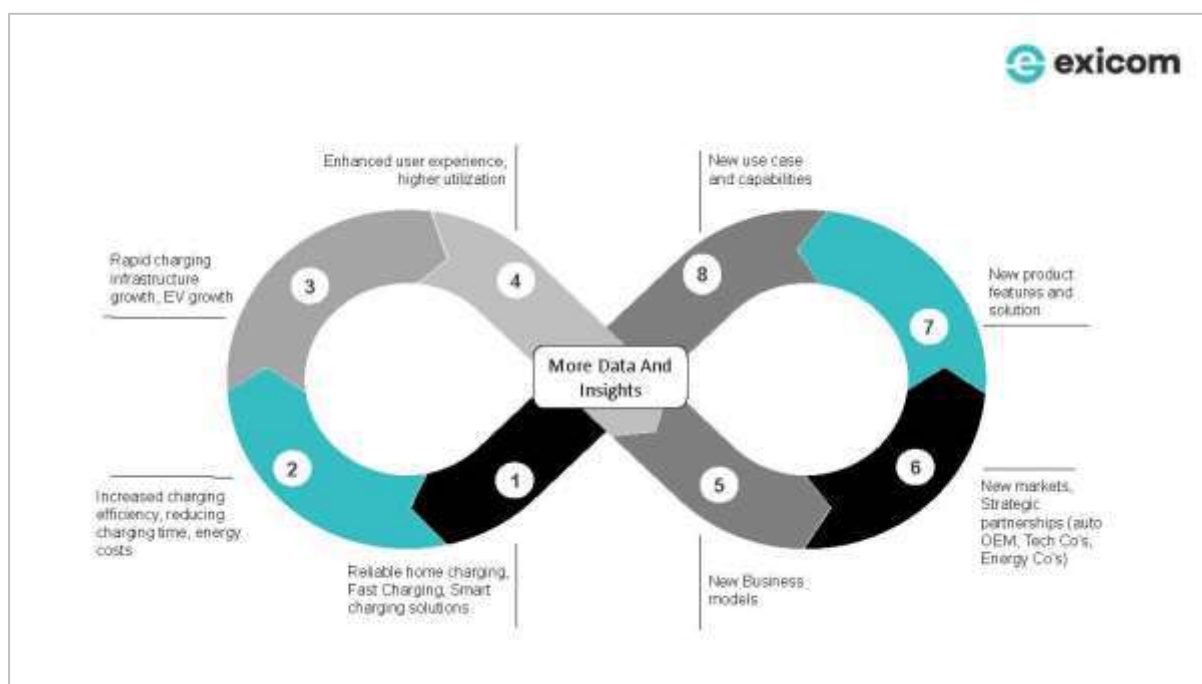 exicom
Enhanced user experience,
higher utilization
New use case
and capabilities
Rapid charging
infrastructure
growth, EV growth
3
4
8
New product
features and
solution
7
More Data And
Insights
2
1
5
6
Increased charging
efficiency, reducing
charging time, energy
costs
Reliable home charging,
Fast Charging, Smart
charging solutions
New Business
models
New markets,
Strategic
partnerships (auto
OEM, Tech Co's,
Energy Co's)